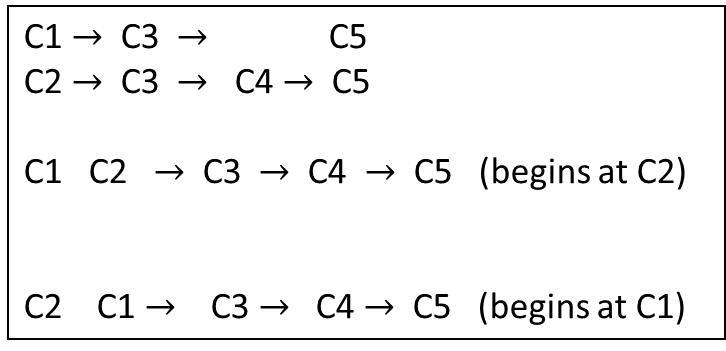 C1 → C3 → C5
C2 → C3 → C4 → C5
C1 C2 → C3 → C4 → C5 (begins at C2)
C2 C1 → C3 → C4 → C5 (begins at C1)